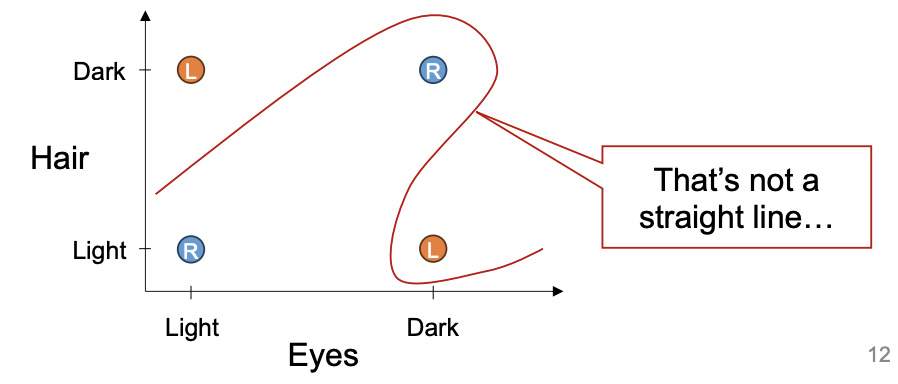 Dark
L
R
Hair
That's not a
straight line…
Light
R
L
Light
Dark
Eyes
12